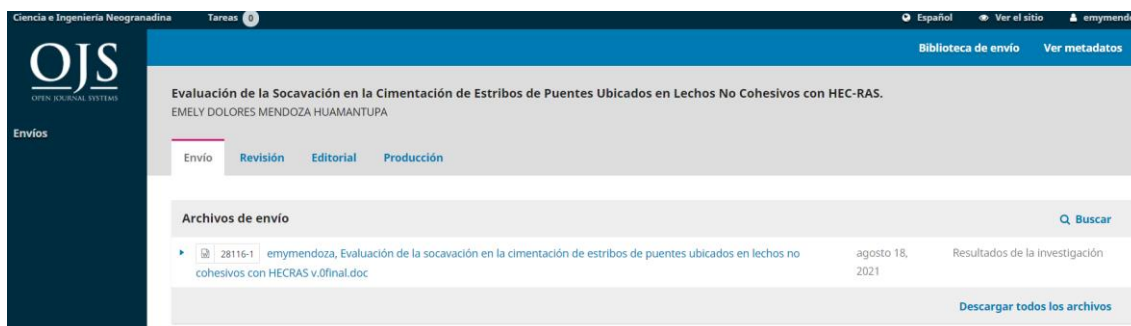 Ciencia e Ingeniería Neogranadina Tareas 0 Español Ver el sitio
Biblioteca de envío Ver metadatos
OJS
OPEN JOURNAL SYSTEMS
Envíos
Evaluación de la Socavación en la Cimentación de Estribos de Puentes Ubicados en Lechos No Cohesivos con HEC-RAS.
EMELY DOLORES MENDOZA HUAMANTUPA
Envío Revisión Editorial Producción
Archivos de envío Buscar
28116-1 emymendoza, Evaluación de la socavación en la cimentación de estribos de puentes ubicados en lechos no
cohesivos con HECRAS v.0final.doc
agosto 18,
2021
Resultados de la investigación
Descargar todos los archivos